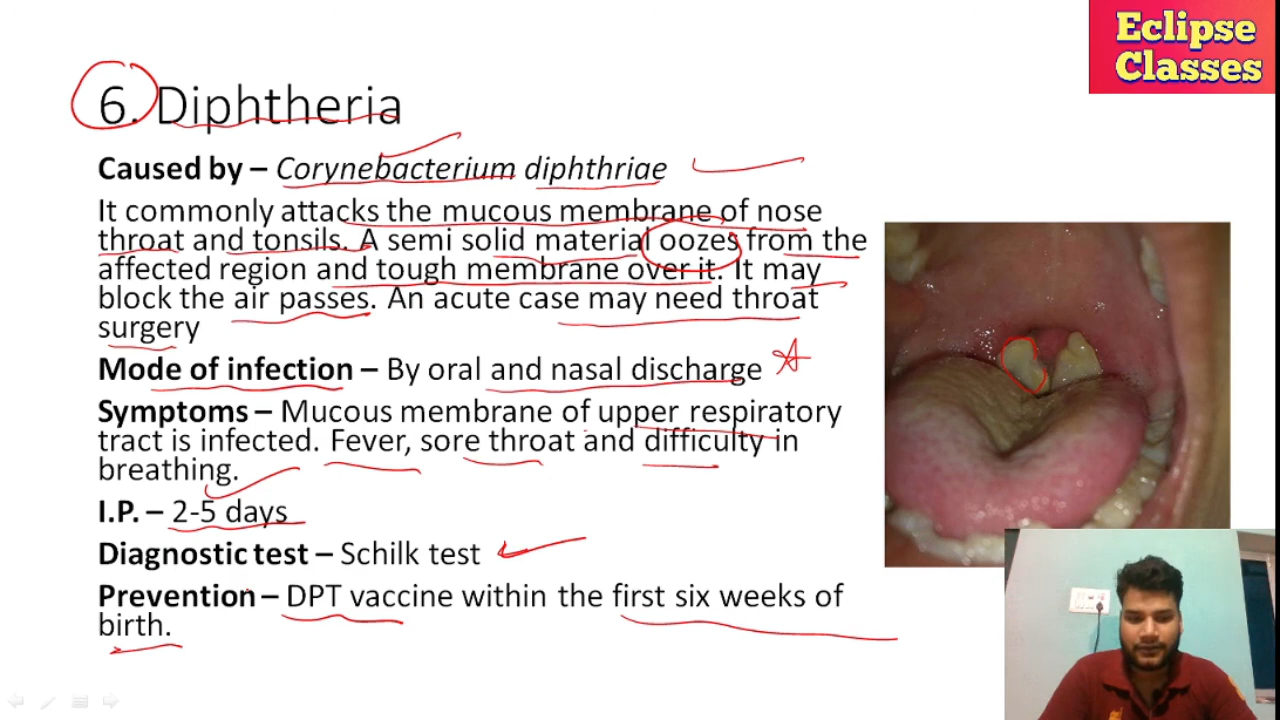 Eclipse
Classes
6. Diphtheria
Caused by – Corynebacterium diphthriae
It commonly attacks the mucous membrane of nose
throat and tonsils. A semi solid material oozes from the
affected region and tough membrane over it. It may
block the air passes. An acute case may need throat
surgery
Mode of infection – By oral and nasal discharge
Symptoms – Mucous membrane of upper respiratory
tract is infected. Fever, sore throat and difficulty in
breathing.
I.P. – 2-5 days
Diagnostic test – Schilk test
Prevention – DPT vaccine within the first six weeks of
birth.